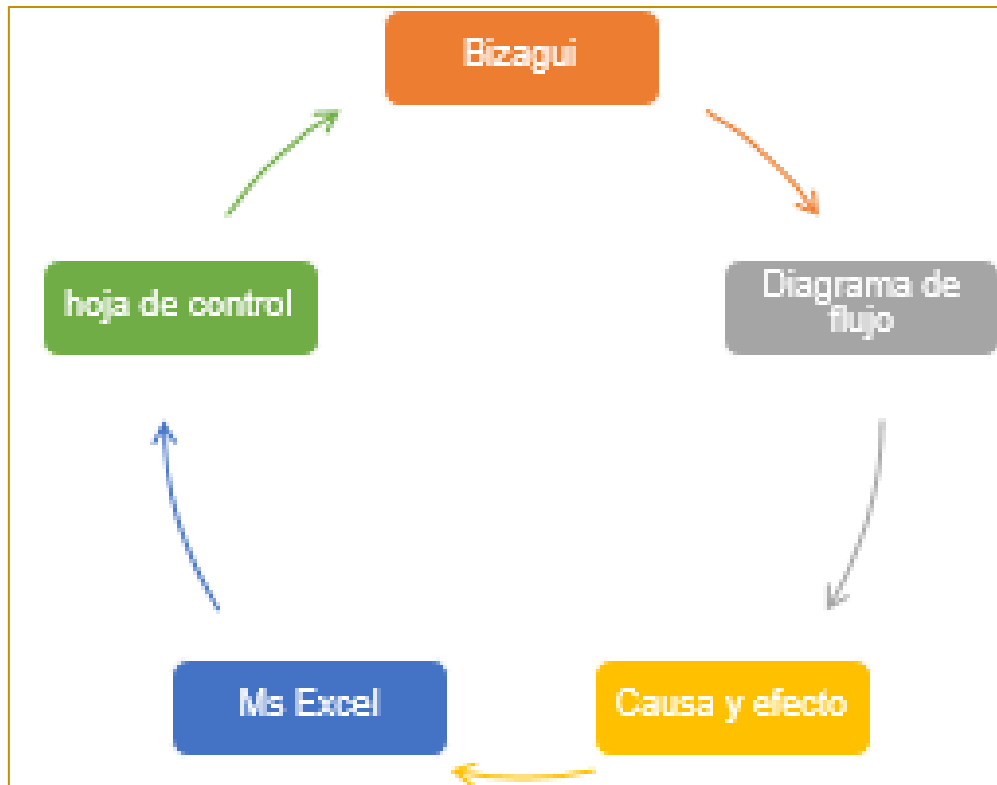 Bizagui
Diagrama de
flujo
Causa y efecto
Ms Excel
hoja de control